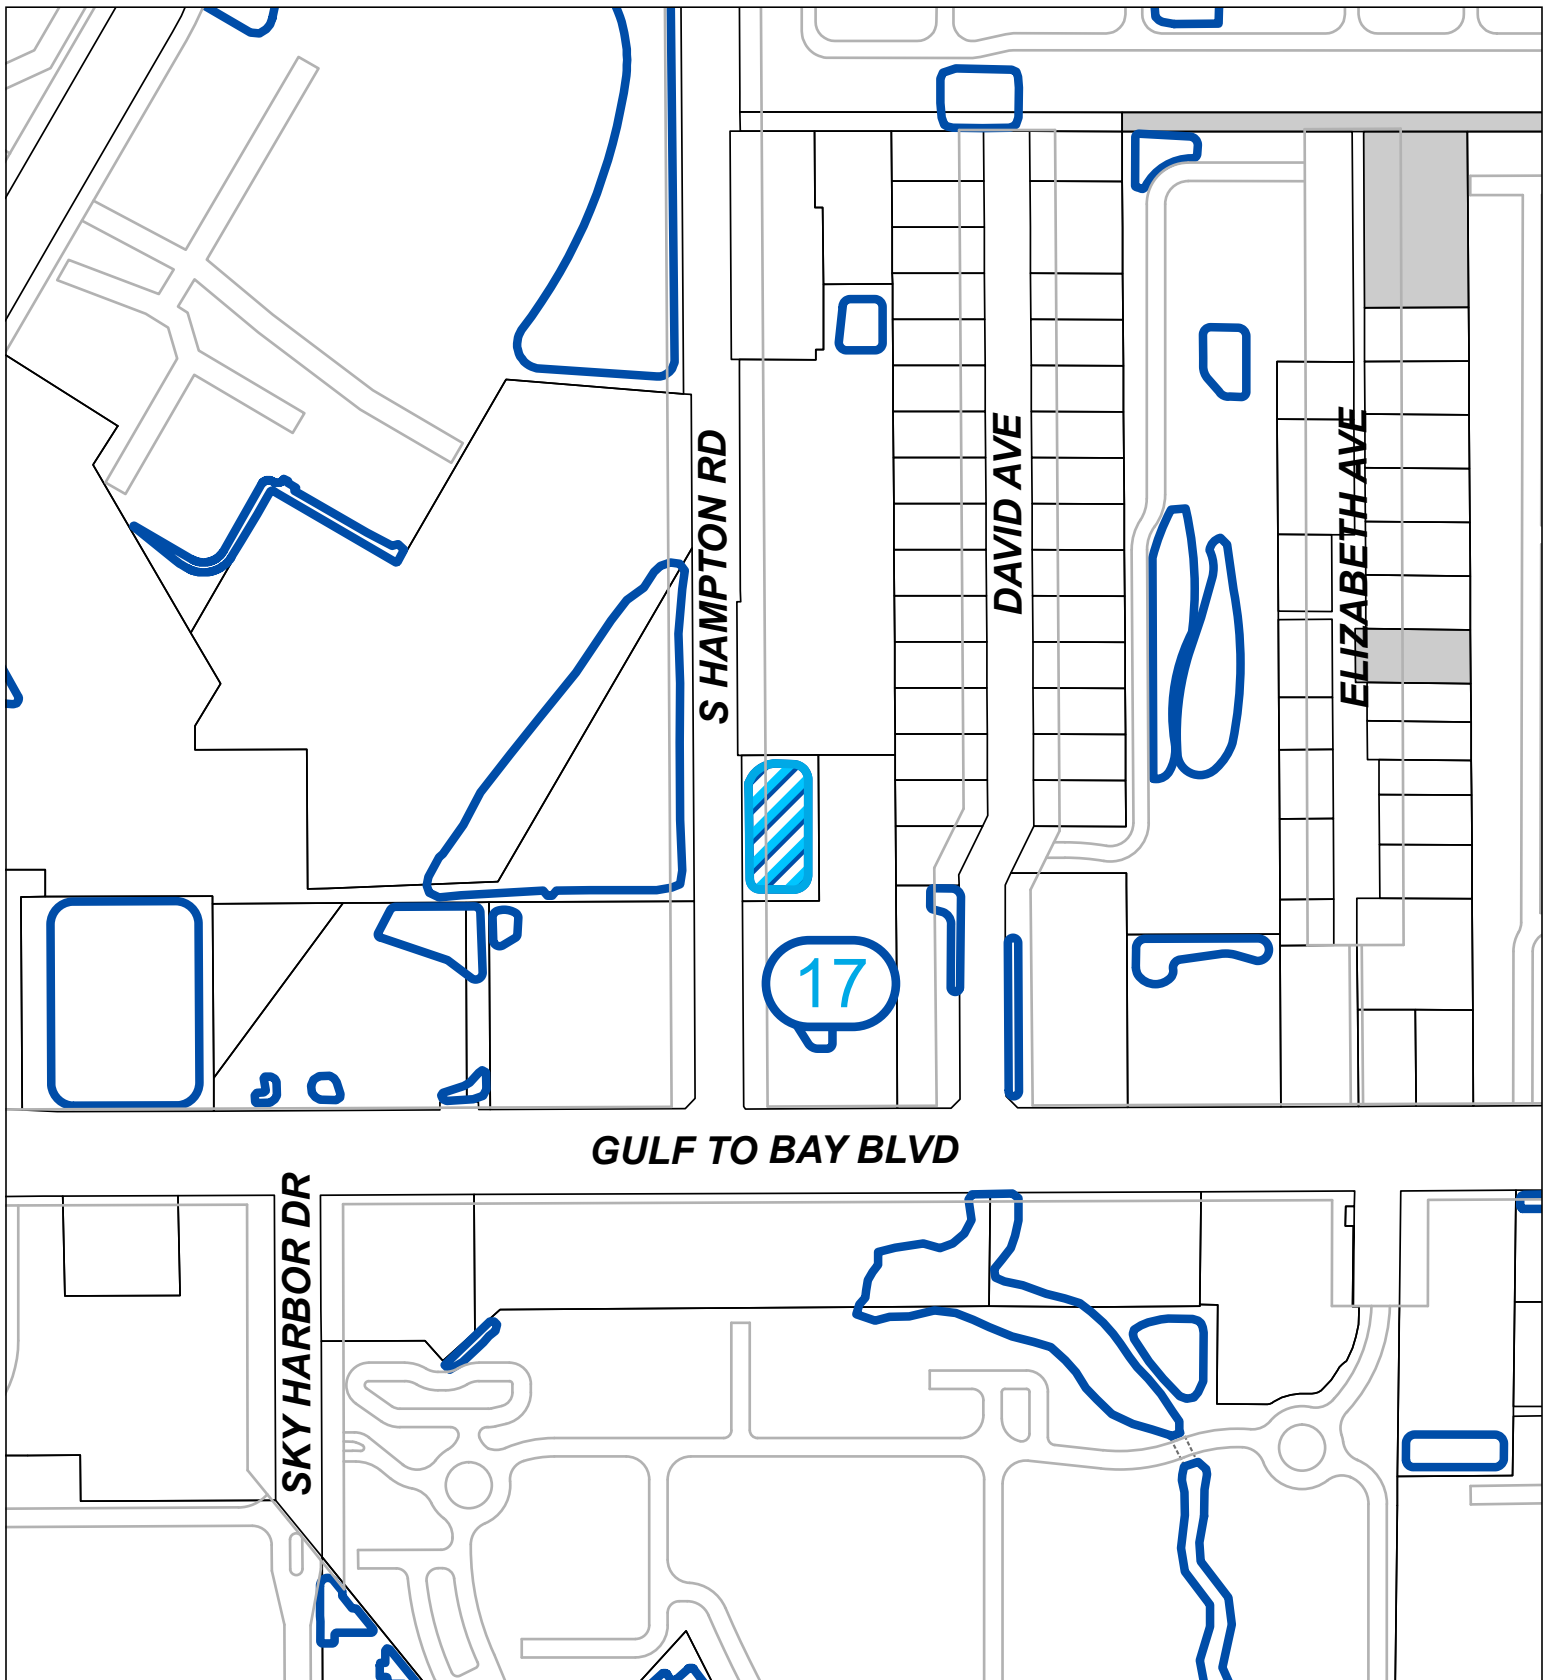 S HAMPTON RD
DAVID AVE
ELIZABETH AVE
17
GULF TO BAY BLVD
SKY HARBOR DR